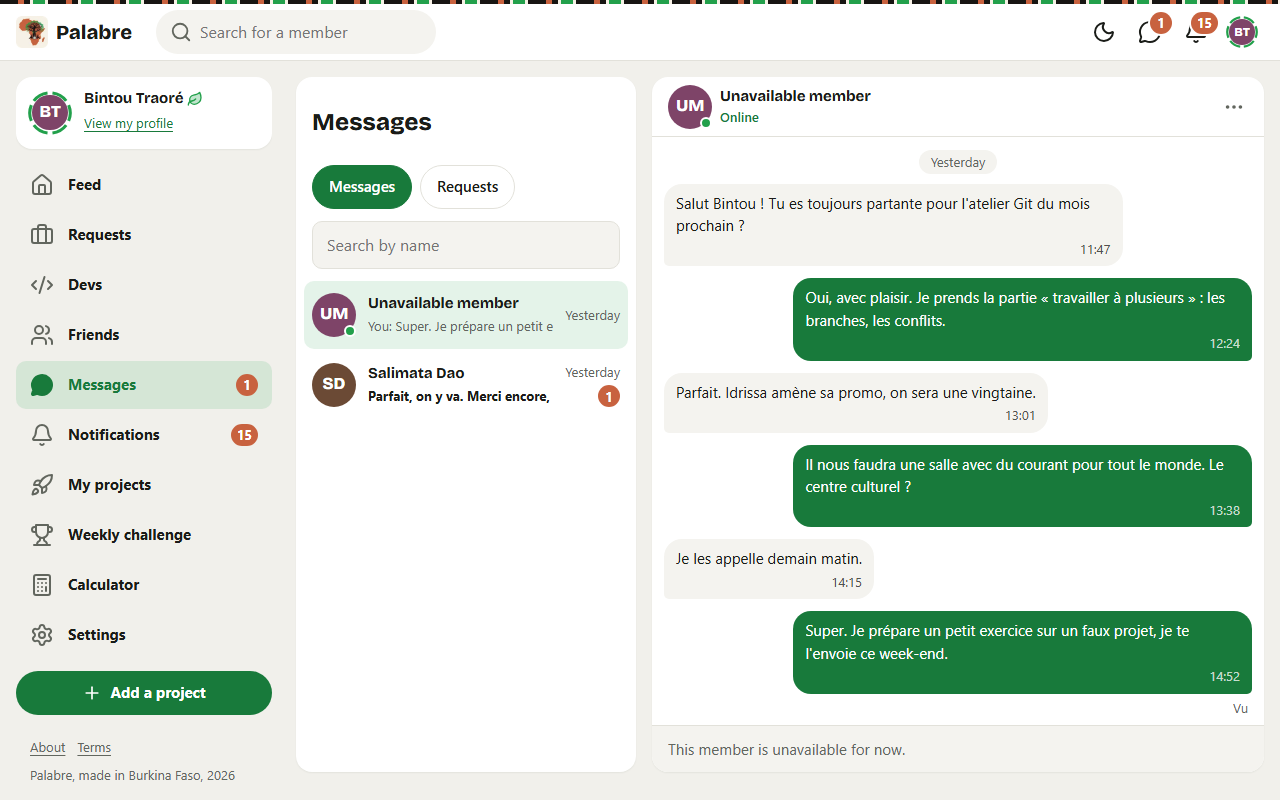 Palabre
Search for a member
1
15
BT
BT
Bintou Traoré
View my profile
Feed
Requests
Devs
Friends
Messages
1
Notifications
15
My projects
Weekly challenge
Calculator
Settings
Add a project
About Terms
Palabre, made in Burkina Faso, 2026
Messages
Messages
Requests
Search by name
UM
Unavailable member
You: Super. Je prépare un petit e
Yesterday
SD
Salimata Dao
Yesterday
Parfait, on y va. Merci encore,
1
UM
Unavailable member
Online
Yesterday
Salut Bintou ! Tu es toujours partante pour l'atelier Git du mois
prochain ?
11:47
Oui, avec plaisir. Je prends la partie « travailler à plusieurs » : les
branches, les conflits.
12:24
Parfait. Idrissa amène sa promo, on sera une vingtaine.
13:01
Il nous faudra une salle avec du courant pour tout le monde. Le
centre culturel ?
13:38
Je les appelle demain matin.
14:15
Super. Je prépare un petit exercice sur un faux projet, je te
l'envoie ce week-end.
14:52
Vu
This member is unavailable for now.